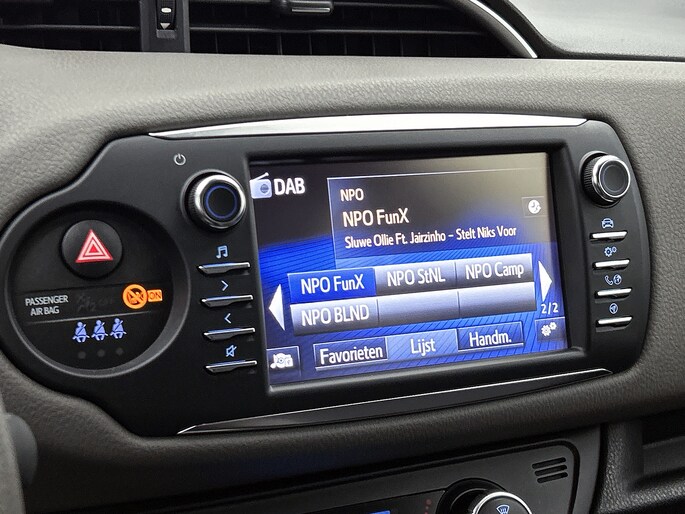 DAB
NPO
NPO FunX
Sluwe Ollie Ft. Jairzinho – Stelt Niks Voor
NPO FunX NPO StNL NPO Camp
NPO BLND
2/2
Favorieten Lijst Handm.
PASSENGER
AIR BAG
OFF
ON